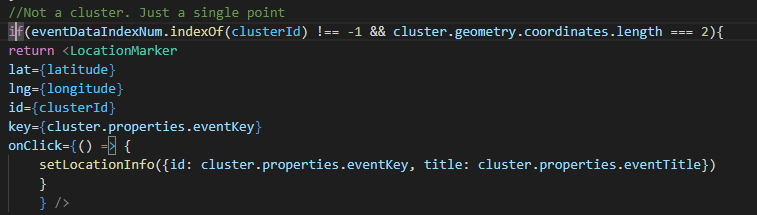 //Not a cluster. Just a single point
if(eventDataIndexNum.indexOf(clusterId) !== -1 && cluster.geometry.coordinates.length === 2){
return <LocationMarker
lat={latitude}
lng={longitude}
id={clusterId}
key={cluster.properties.eventKey}
onClick={() => {
    setLocationInfo({id: cluster.properties.eventKey, title: cluster.properties.eventTitle})
    }
    } />